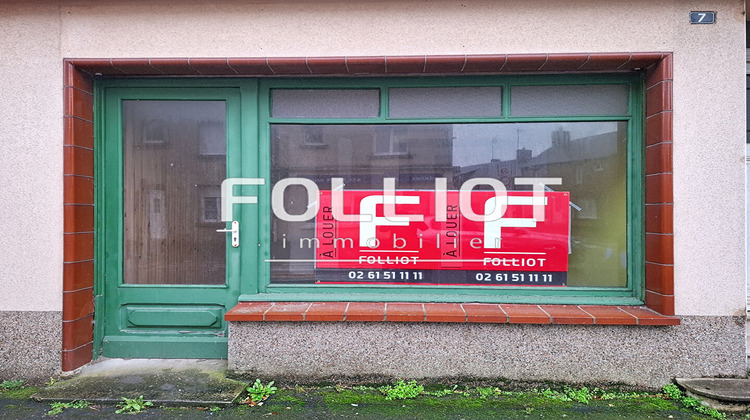 7
FOLLIOT
immobilier
À LOUER
F
FOLLIOT
02 61 51 11 11
À LOUER
F
FOLLIOT
02 61 51 11 11